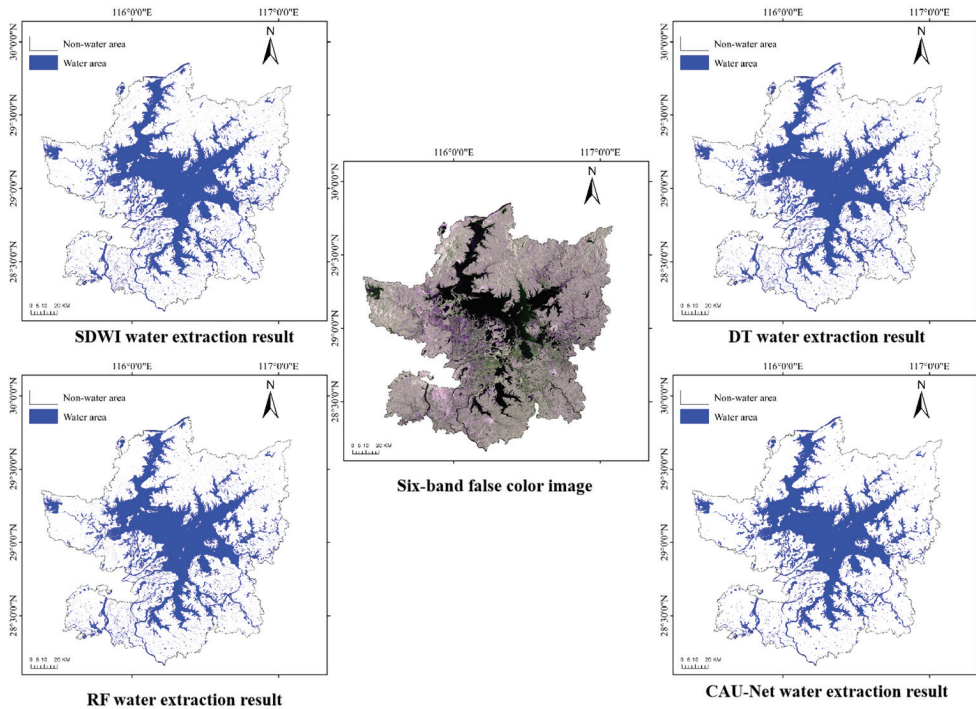 116°0'0"E 117°0'0"E
N
Non-water area
Water area
30°0'0"N
29°30'0"N
29°0'0"N
28°30'0"N
0 5 10 20 KM
SDWI water extraction result
116°0'0"E 117°0'0"E
N
30°0'0"N
29°30'0"N
29°0'0"N
28°30'0"N
0 5 10 20 KM
Six-band false color image
116°0'0"E 117°0'0"E
N
Non-water area
Water area
30°0'0"N
29°30'0"N
29°0'0"N
28°30'0"N
0 5 10 20 KM
DT water extraction result
116°0'0"E 117°0'0"E
N
Non-water area
Water area
30°0'0"N
29°30'0"N
29°0'0"N
28°30'0"N
0 5 10 20 KM
RF water extraction result
116°0'0"E 117°0'0"E
N
Non-water area
Water area
30°0'0"N
29°30'0"N
29°0'0"N
28°30'0"N
0 5 10 20 KM
CAU-Net water extraction result